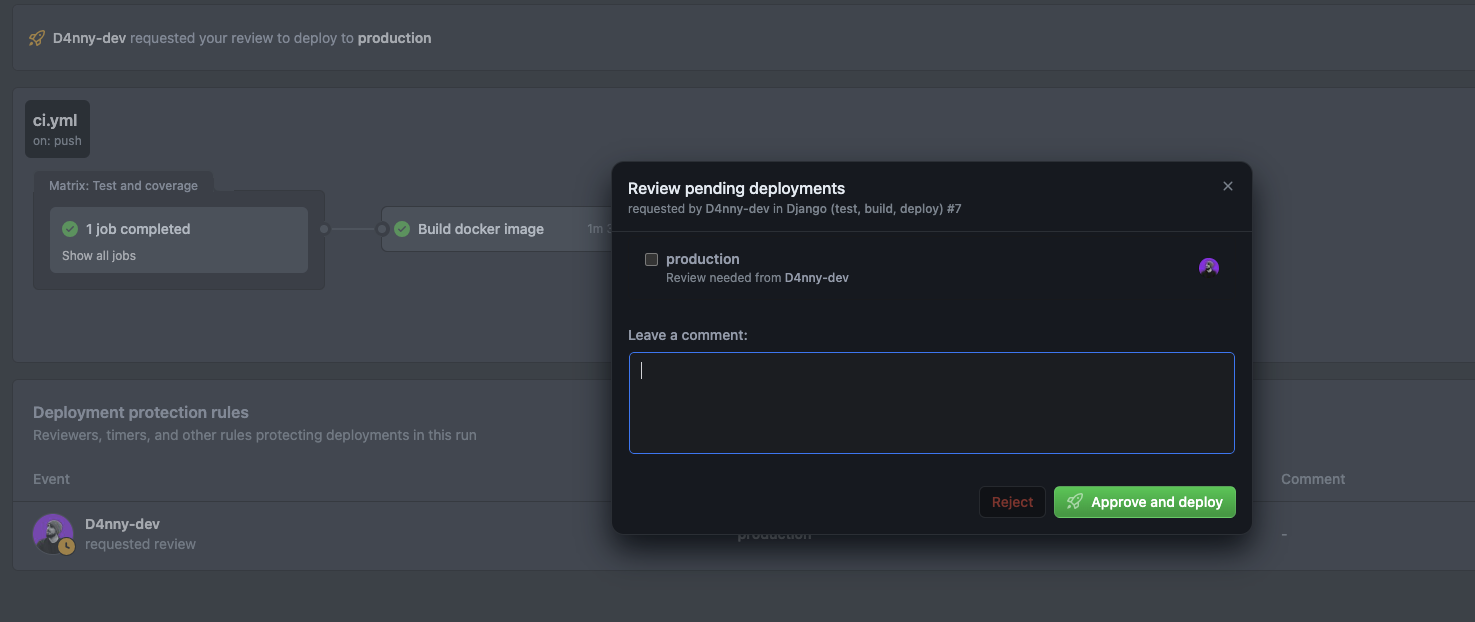 D4nny-dev requested your review to deploy to production
ci.yml
on: push
Matrix: Test and coverage
1 job completed
Show all jobs
Build docker image
1m
Review pending deployments
requested by D4nny-dev in Django (test, build, deploy) #7
production
Review needed from D4nny-dev
Leave a comment:
Reject
Approve and deploy
Deployment protection rules
Reviewers, timers, and other rules protecting deployments in this run
Event
Comment
D4nny-dev
requested review
production
-